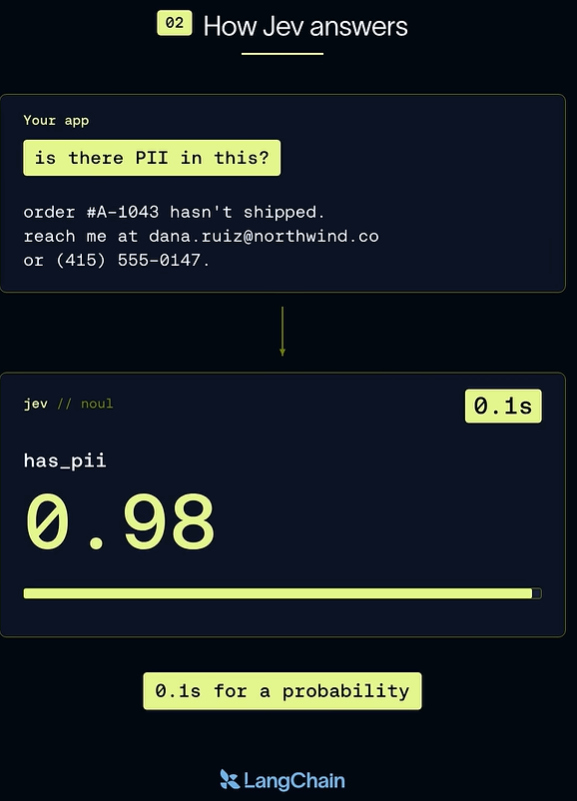 02 How Jev answers
Your app
is there PII in this?
order #A-1043 hasn't shipped.
reach me at dana.ruiz@northwind.co
or (415) 555-0147.
jev // noul
0.1s
has_pii
0.98
0.1s for a probability
LangChain